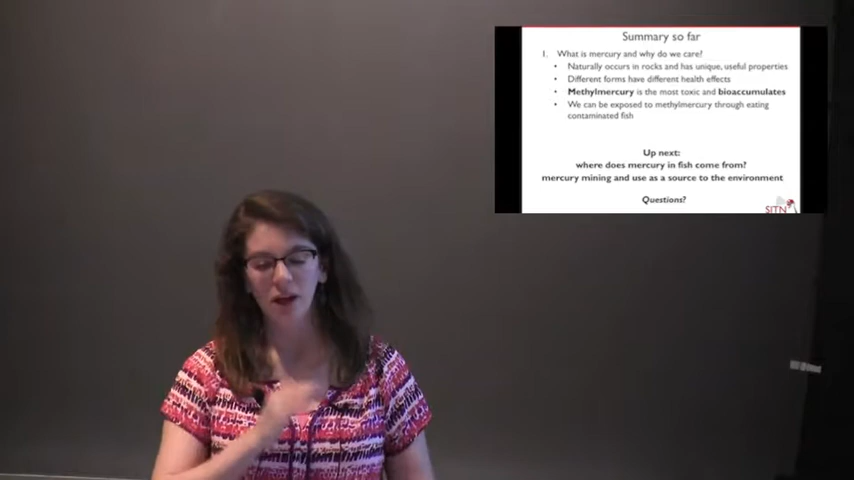 Summary so far
1. What is mercury and why do we care?
• Naturally occurs in rocks and has unique, useful properties
• Different forms have different health effects
• Methylmercury is the most toxic and bioaccumulates
• We can be exposed to methylmercury through eating
contaminated fish
Up next:
where does mercury in fish come from?
mercury mining and use as a source to the environment
Questions?
SITN